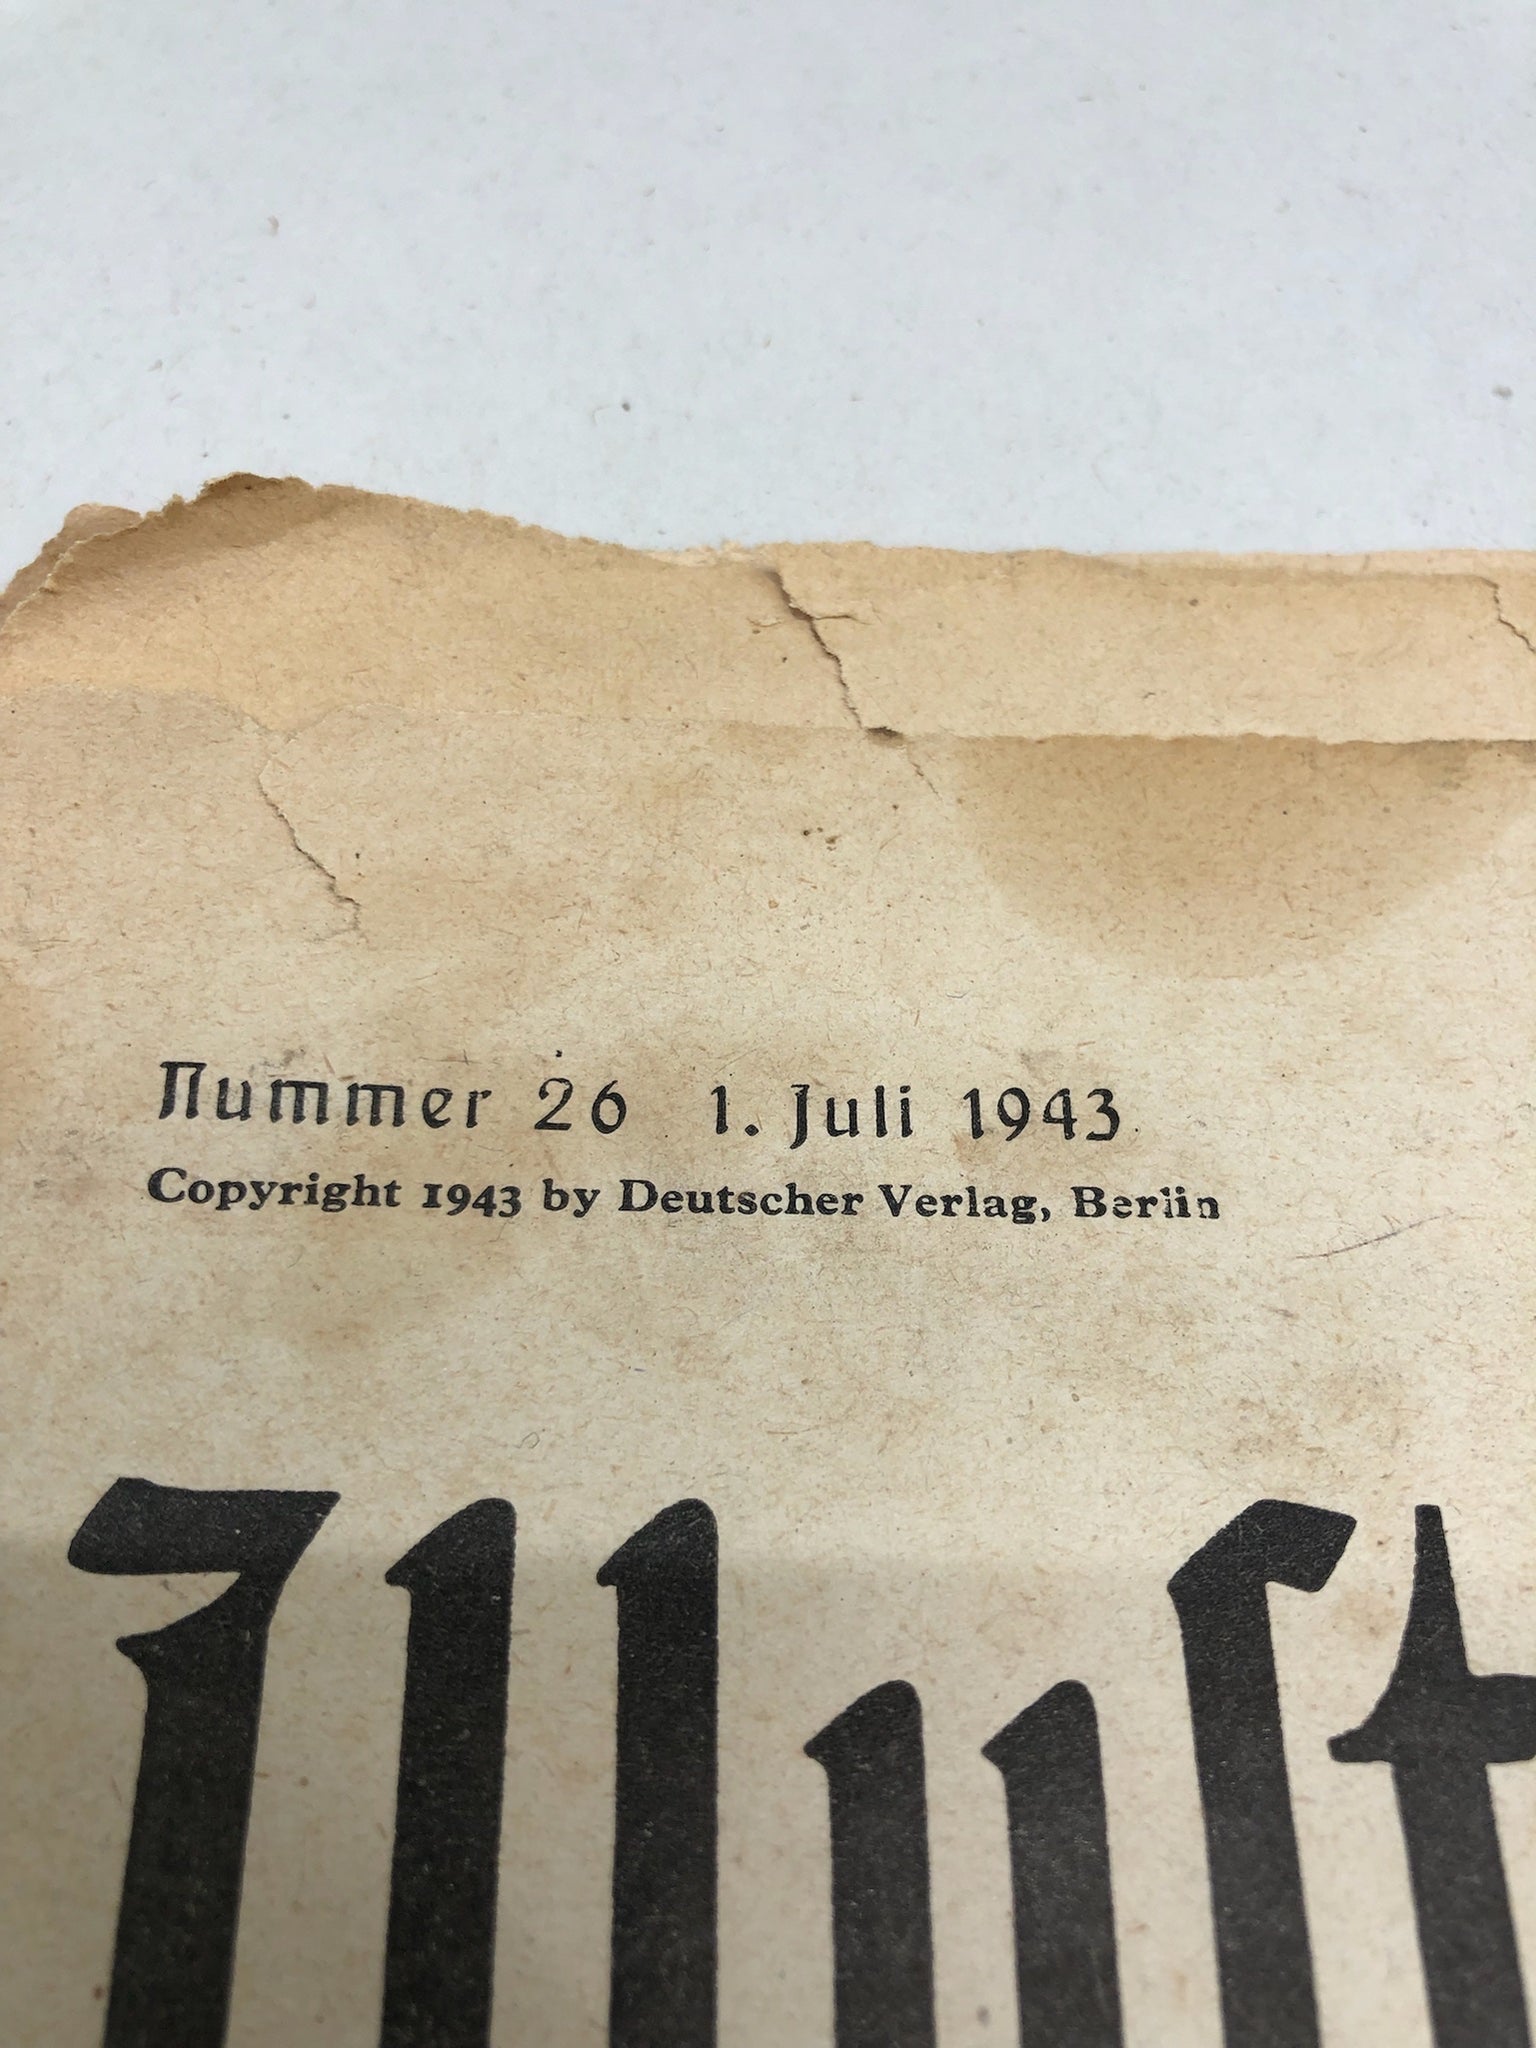 Nummer 26 1. Juli 1943
Copyright 1943 by Deutscher Verlag, Berlin
Illust